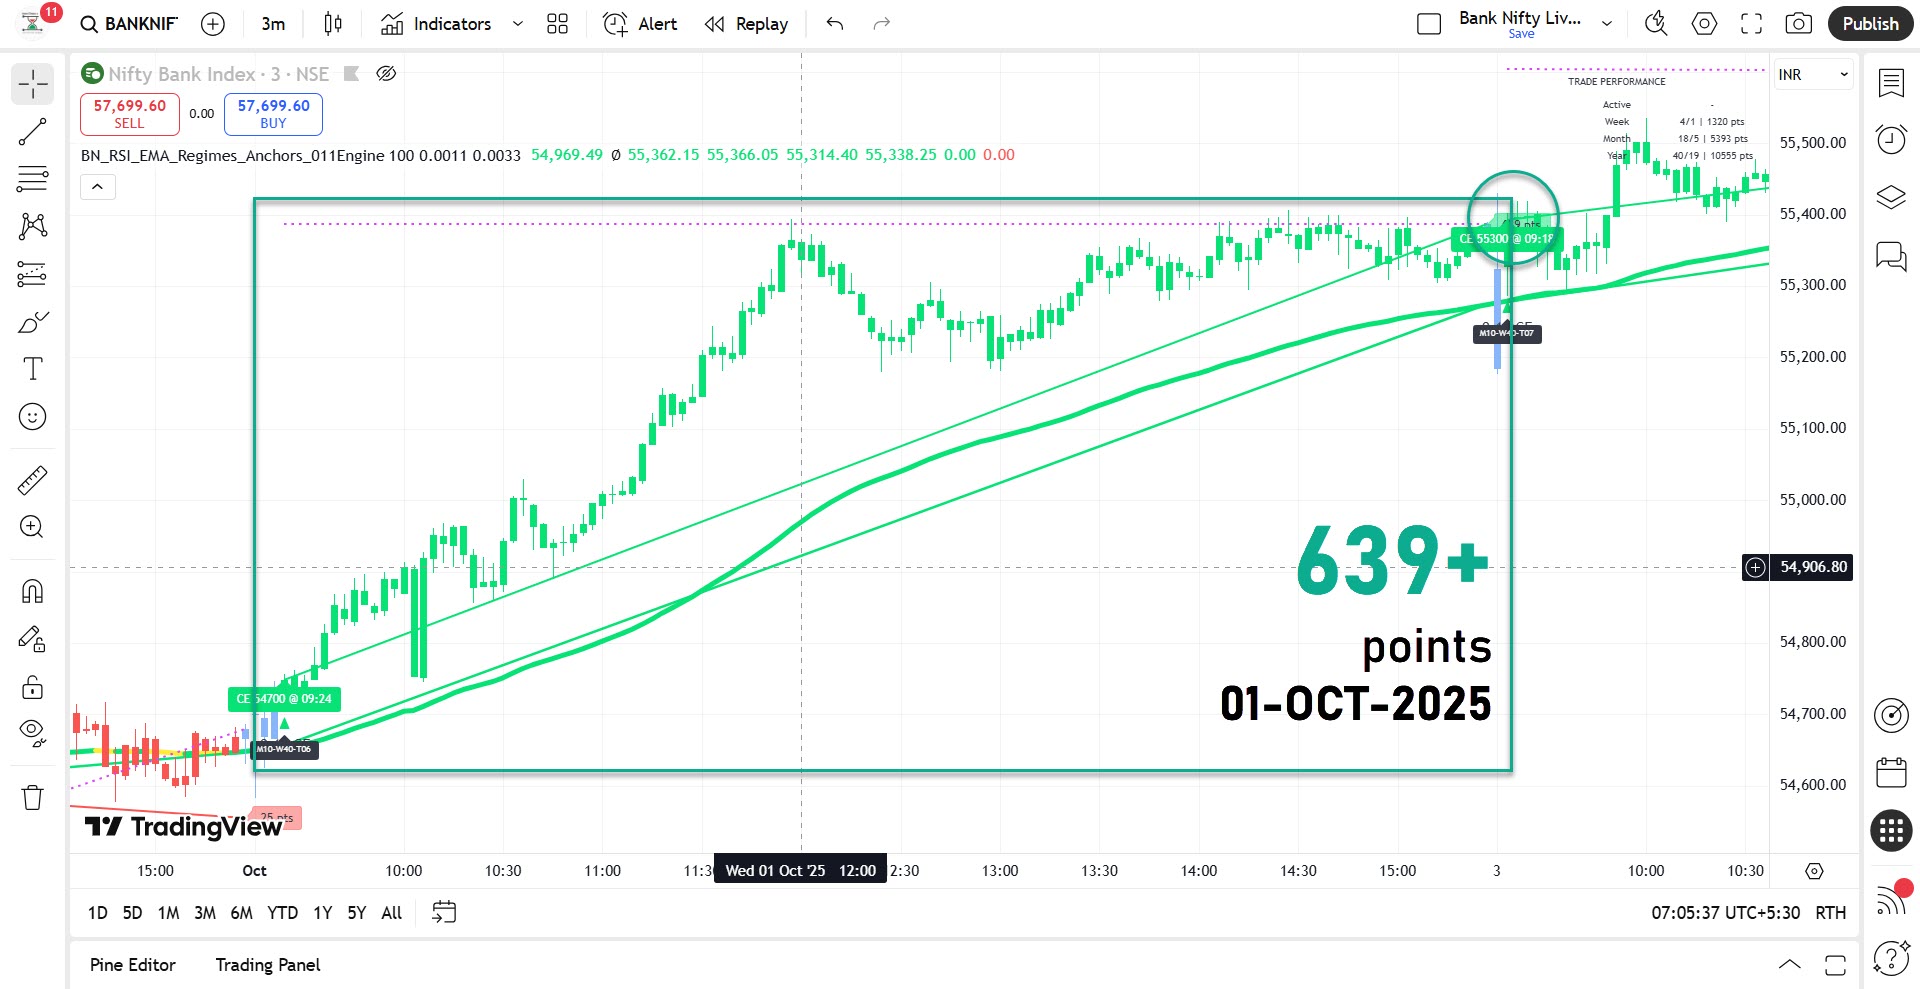 11
BANKNIF
3m
Indicators
Alert
Replay
Bank Nifty Liv...
Save
Publish
Nifty Bank Index · 3 · NSE
57,699.60
SELL
0.00
57,699.60
BUY
BN_RSI_EMA_Regimes_Anchors_011Engine 100 0.0011 0.0033 54,969.49 Ø 55,362.15 55,366.05 55,314.40 55,338.25 0.00 0.00
TRADE PERFORMANCE
Active -
Week 4/1 | 1320 pts
Month 18/5 | 5393 pts
Year 40/19 | 10555 pts
INR
55,500.00
55,400.00
55,300.00
55,200.00
55,100.00
55,000.00
54,906.80
54,800.00
54,700.00
54,600.00
9 pts
CE 55300 @ 09:18
M10-W40-T07
639+
points
01-OCT-2025
CE 54700 @ 09:24
M10-W40-T06
25 pts
TradingView
15:00 Oct 10:00 10:30 11:00 11:3 Wed 01 Oct '25 12:00 2:30 13:00 13:30 14:00 14:30 15:00 3 10:00 10:30
1D 5D 1M 3M 6M YTD 1Y 5Y All
07:05:37 UTC+5:30 RTH
Pine Editor Trading Panel